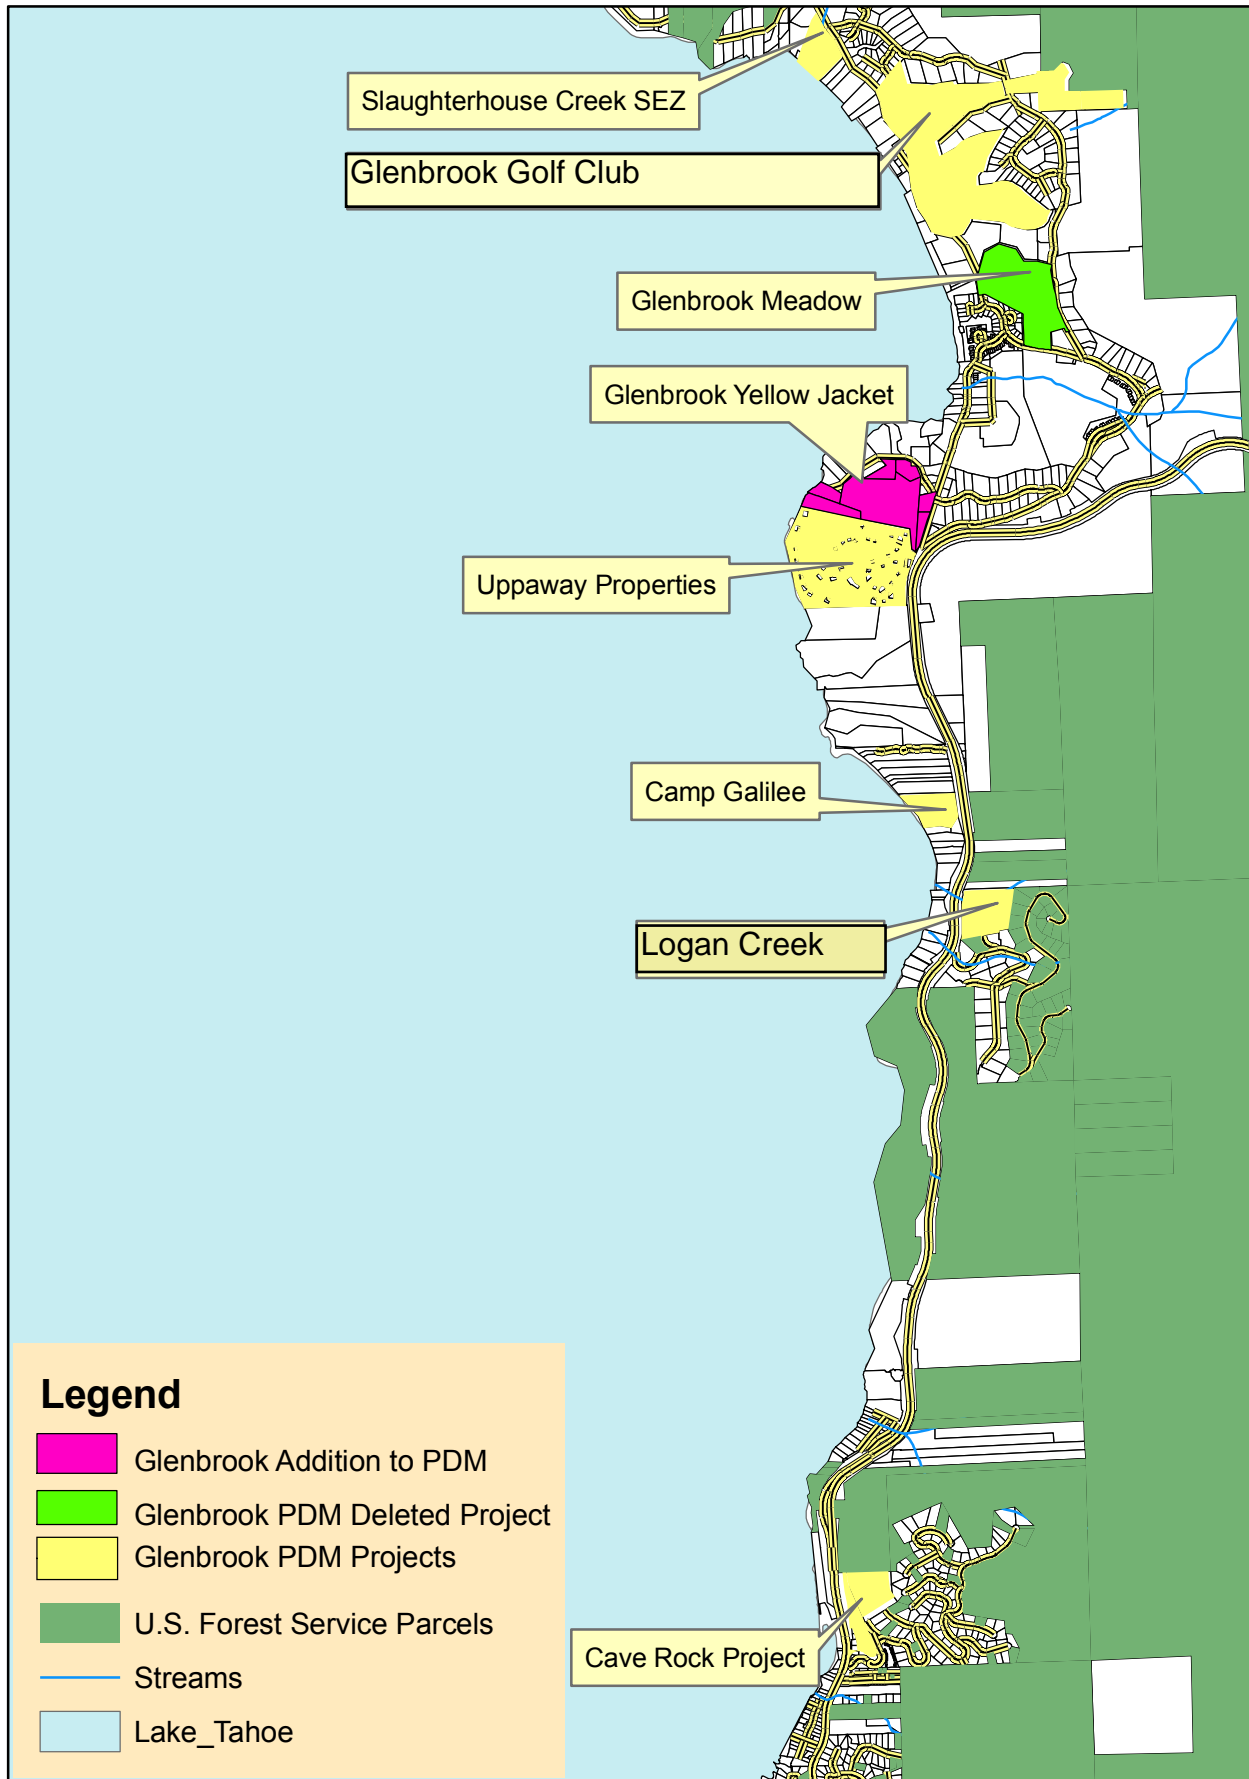 Slaughterhouse Creek SEZ
Glenbrook Golf Club
Glenbrook Meadow
Glenbrook Yellow Jacket
Uppaway Properties
Camp Galilee
Logan Creek
Cave Rock Project
Legend
Glenbrook Addition to PDM
Glenbrook PDM Deleted Project
Glenbrook PDM Projects
U.S. Forest Service Parcels
Streams
Lake_Tahoe